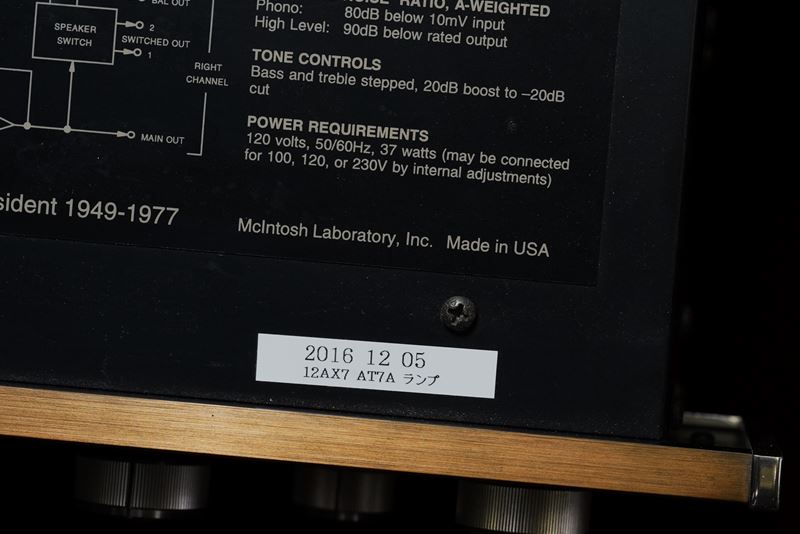 BAL OUT
SPEAKER
SWITCH
2
SWITCHED OUT
1
RIGHT
CHANNEL
MAIN OUT
RATIO, A-WEIGHTED
Phono: 80dB below 10mV input
High Level: 90dB below rated output
TONE CONTROLS
Bass and treble stepped, 20dB boost to –20dB
cut
POWER REQUIREMENTS
120 volts, 50/60Hz, 37 watts (may be connected
for 100, 120, or 230V by internal adjustments)
sident 1949-1977
McIntosh Laboratory, Inc. Made in USA
2016 12 05
12AX7 AT7A ランプ